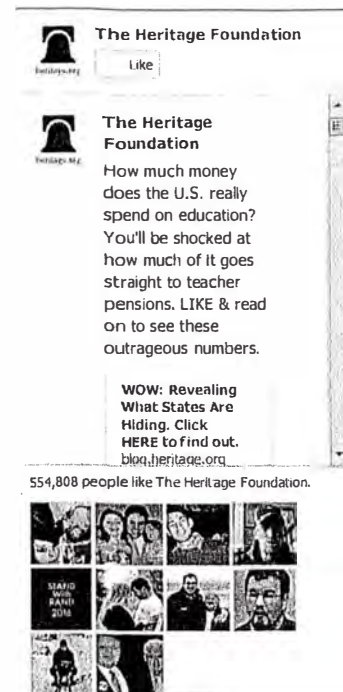 The Heritage Foundation
Like
The Heritage
Foundation
How much money
does the U.S. really
spend on education?
You'll be shocked at
how much of it goes
straight to teacher
pensions. LIKE & read
on to see these
outrageous numbers.
WOW: Revealing
What States Are
Hiding. Click
HERE to find out.
blog.heritage.org
554,808 people like The Heritage Foundation.
STAND
With
RAND